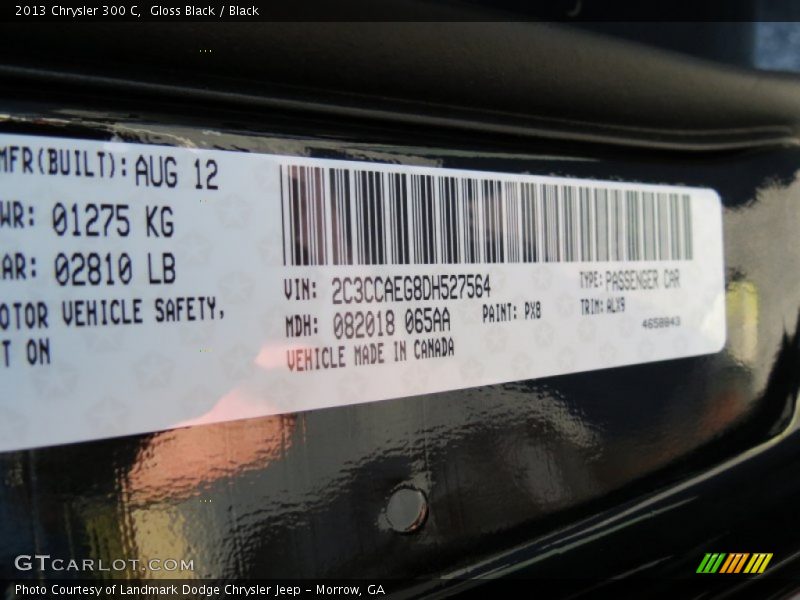 2013 Chrysler 300 C,  Gloss Black / Black
MFR(BUILT): AUG 12
WR: 01275 KG
AR: 02810 LB
OTOR VEHICLE SAFETY,
T ON
VIN: 2C3CCAEG8DH527564
TYPE: PASSENGER CAR
MDH: 082018 065AA
PAINT: PX8
TRIM: ALX9
4658843
VEHICLE MADE IN CANADA
GTCARLOT.COM
Photo Courtesy of Landmark Dodge Chrysler Jeep - Morrow, GA